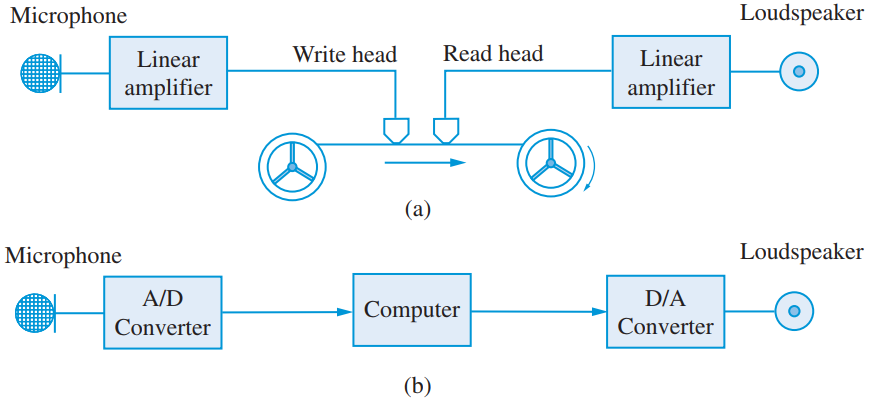 Microphone
Loudspeaker
Linear
amplifier
Write head
Read head
Linear
amplifier
(a)
Microphone
Loudspeaker
A/D
Converter
Computer
D/A
Converter
(b)